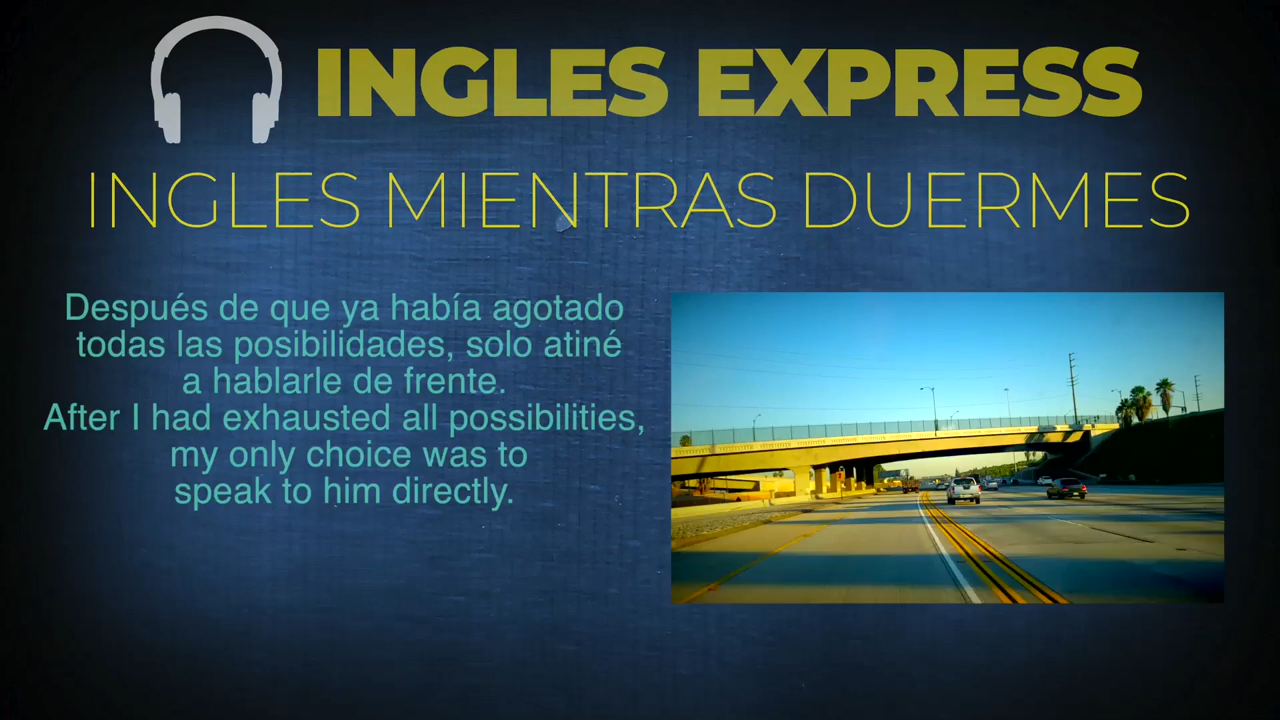 INGLES EXPRESS
INGLES MIENTRAS DUERMES
Después de que ya había agotado
todas las posibilidades, solo atiné
a hablarle de frente.
After I had exhausted all possibilities,
my only choice was to
speak to him directly.